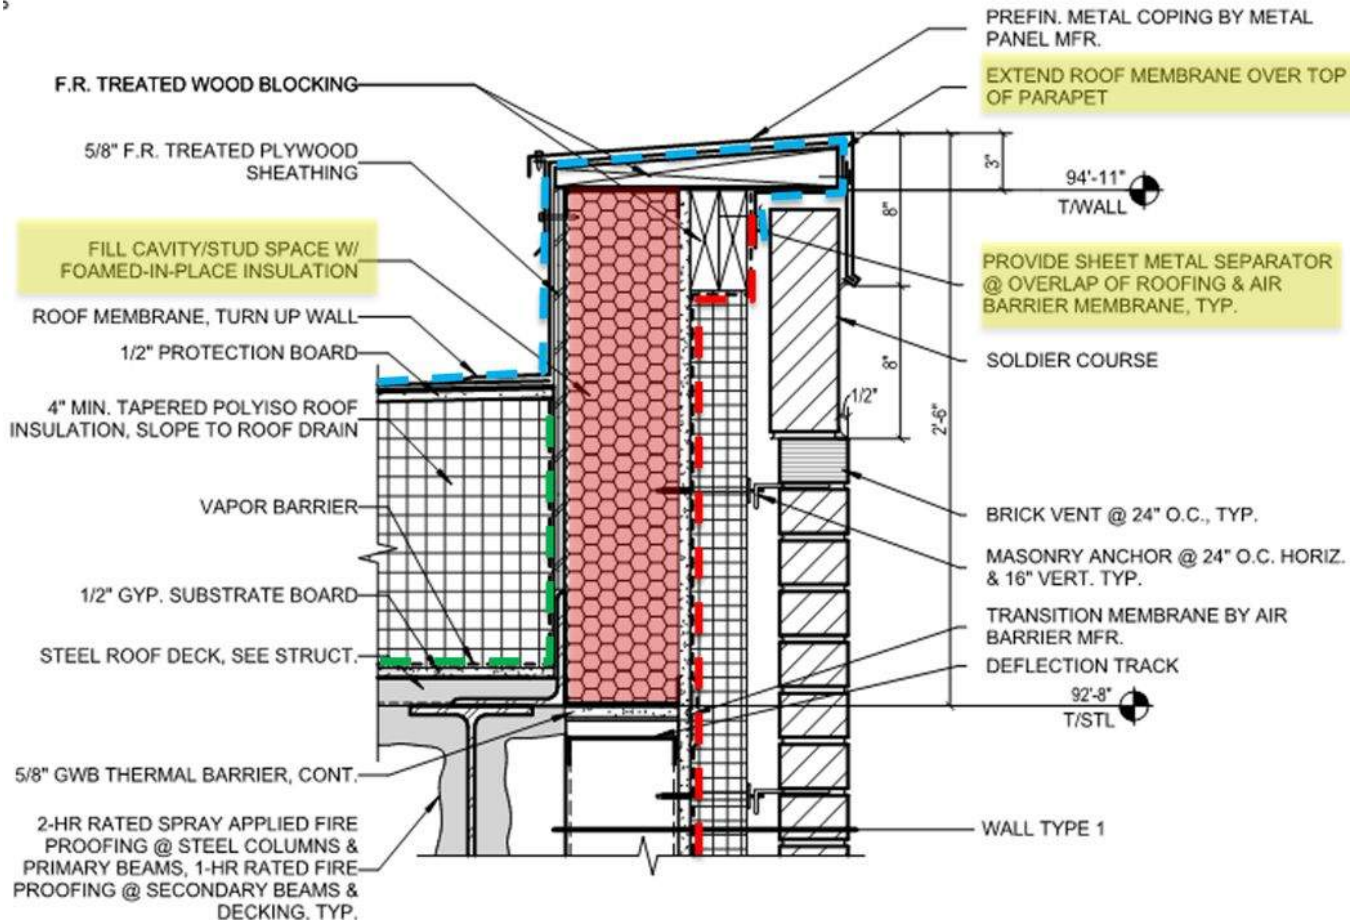 F.R. TREATED WOOD BLOCKING
5/8" F.R. TREATED PLYWOOD
SHEATHING
FILL CAVITY/STUD SPACE W/
FOAMED-IN-PLACE INSULATION
ROOF MEMBRANE, TURN UP WALL
1/2" PROTECTION BOARD
4" MIN. TAPERED POLYISO ROOF
INSULATION, SLOPE TO ROOF DRAIN
VAPOR BARRIER
1/2" GYP. SUBSTRATE BOARD
STEEL ROOF DECK, SEE STRUCT.
5/8" GWB THERMAL BARRIER, CONT.
2-HR RATED SPRAY APPLIED FIRE
PROOFING @ STEEL COLUMNS &
PRIMARY BEAMS, 1-HR RATED FIRE
PROOFING @ SECONDARY BEAMS &
DECKING, TYP.
PREFIN. METAL COPING BY METAL
PANEL MFR.
EXTEND ROOF MEMBRANE OVER TOP
OF PARAPET
3"
94'-11"
T/WALL
8"
PROVIDE SHEET METAL SEPARATOR
@ OVERLAP OF ROOFING & AIR
BARRIER MEMBRANE, TYP.
SOLDIER COURSE
8"
1/2"
2'-6"
BRICK VENT @ 24" O.C., TYP.
MASONRY ANCHOR @ 24" O.C. HORIZ.
& 16" VERT. TYP.
TRANSITION MEMBRANE BY AIR
BARRIER MFR.
DEFLECTION TRACK
92'-8"
T/STL
WALL TYPE 1